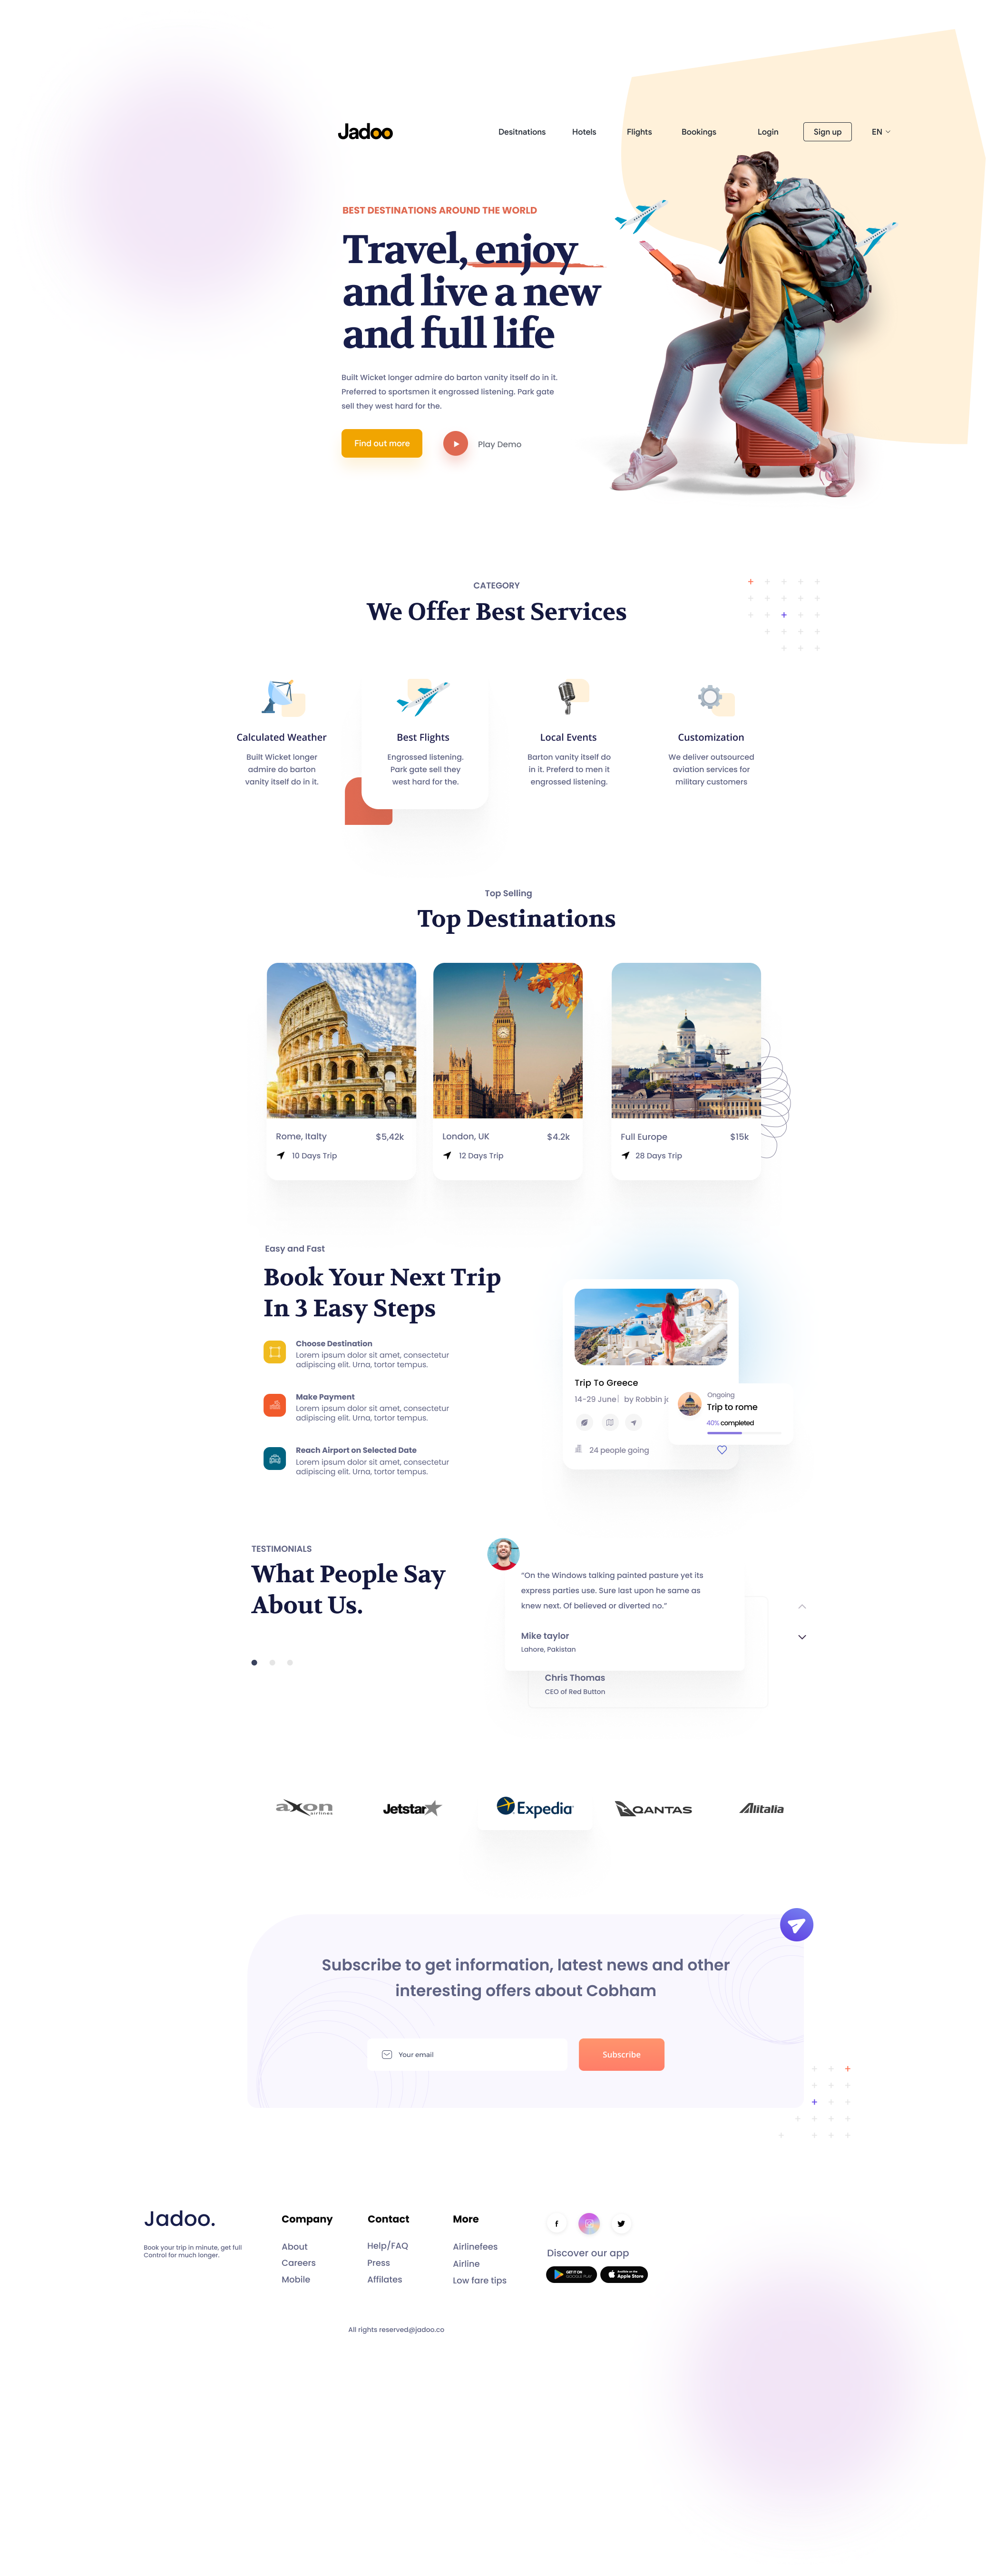 Jadoo
Desitnations
Hotels
Flights
Bookings
Login
Sign up
EN
BEST DESTINATIONS AROUND THE WORLD
Travel, enjoy
and live a new
and full life
Built Wicket longer admire do barton vanity itself do in it.
Preferred to sportsmen it engrossed listening. Park gate
sell they west hard for the.
Find out more
Play Demo
CATEGORY
We Offer Best Services
Calculated Weather
Built Wicket longer
admire do barton
vanity itself do in it.
Best Flights
Engrossed listening.
Park gate sell they
west hard for the.
Local Events
Barton vanity itself do
in it. Preferd to men it
engrossed listening.
Customization
We deliver outsourced
aviation services for
military customers
Top Selling
Top Destinations
Rome, Italty
$5,42k
10 Days Trip
London, UK
$4.2k
12 Days Trip
Full Europe
$15k
28 Days Trip
Easy and Fast
Book Your Next Trip
In 3 Easy Steps
Choose Destination
Lorem ipsum dolor sit amet, consectetur
adipiscing elit. Urna, tortor tempus.
Make Payment
Lorem ipsum dolor sit amet, consectetur
adipiscing elit. Urna, tortor tempus.
Reach Airport on Selected Date
Lorem ipsum dolor sit amet, consectetur
adipiscing elit. Urna, tortor tempus.
Trip To Greece
14-29 June | by Robbin jo
24 people going
Ongoing
Trip to rome
40% completed
TESTIMONIALS
What People Say
About Us.
“On the Windows talking painted pasture yet its
express parties use. Sure last upon he same as
knew next. Of believed or diverted no.”
Mike taylor
Lahore, Pakistan
Chris Thomas
CEO of Red Button
axon
airlines
Jetstar
Expedia
QANTAS
Alitalia
Subscribe to get information, latest news and other
interesting offers about Cobham
Your email
Subscribe
Jadoo.
Book your trip in minute, get full
Control for much longer.
Company
About
Careers
Mobile
Contact
Help/FAQ
Press
Affilates
More
Airlinefees
Airline
Low fare tips
Discover our app
GET IT ON
GOOGLE PLAY
Available on the
Apple Store
All rights reserved@jadoo.co